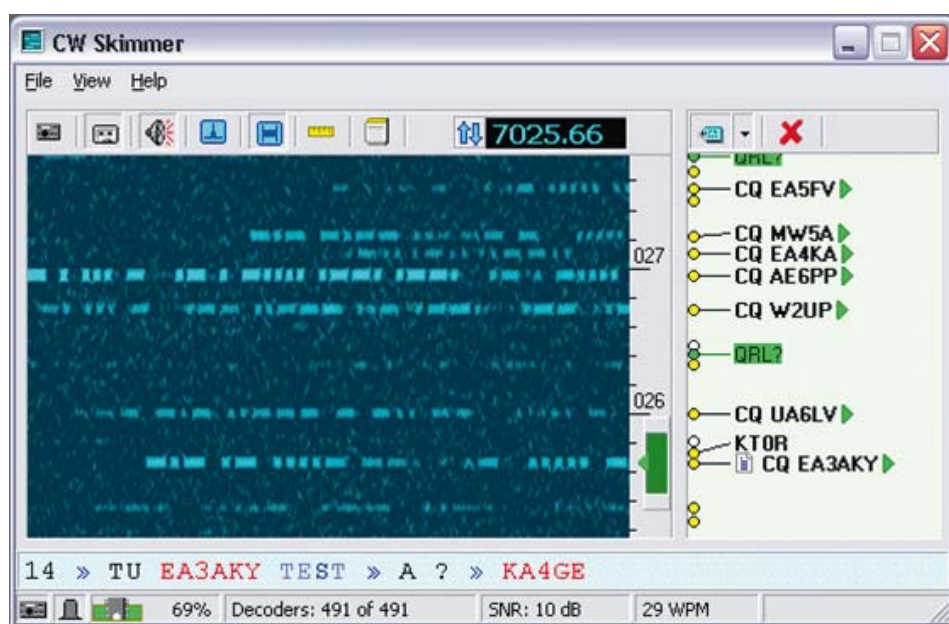 CW Skimmer
File View Help
7025.66
QRL?
CQ EA5FV
CQ MW5A
027
CQ EA4KA
CQ AE6PP
CQ W2UP
QRL?
026
CQ UA6LV
KT0R
CQ EA3AKY
14 » TU EA3AKY TEST » A ? » KA4GE
69% Decoders: 491 of 491 SNR: 10 dB 29 WPM